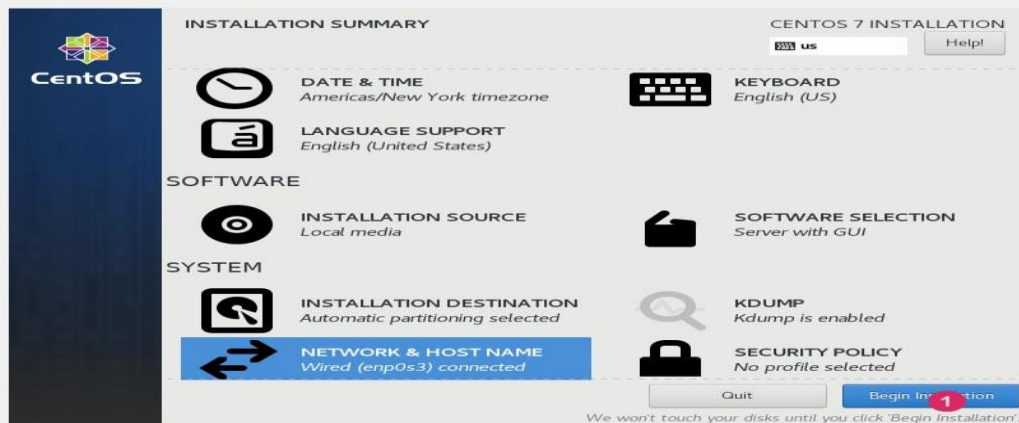 INSTALLATION SUMMARY
CENTOS 7 INSTALLATION
us
Help!
CentOS
DATE & TIME
Americas/New York timezone
KEYBOARD
English (US)
LANGUAGE SUPPORT
English (United States)
SOFTWARE
INSTALLATION SOURCE
Local media
SOFTWARE SELECTION
Server with GUI
SYSTEM
INSTALLATION DESTINATION
Automatic partitioning selected
KDUMP
Kdump is enabled
NETWORK & HOST NAME
Wired (enp0s3) connected
SECURITY POLICY
No profile selected
Quit
Begin
1
We won't touch your disks until you click 'Begin Installation'.